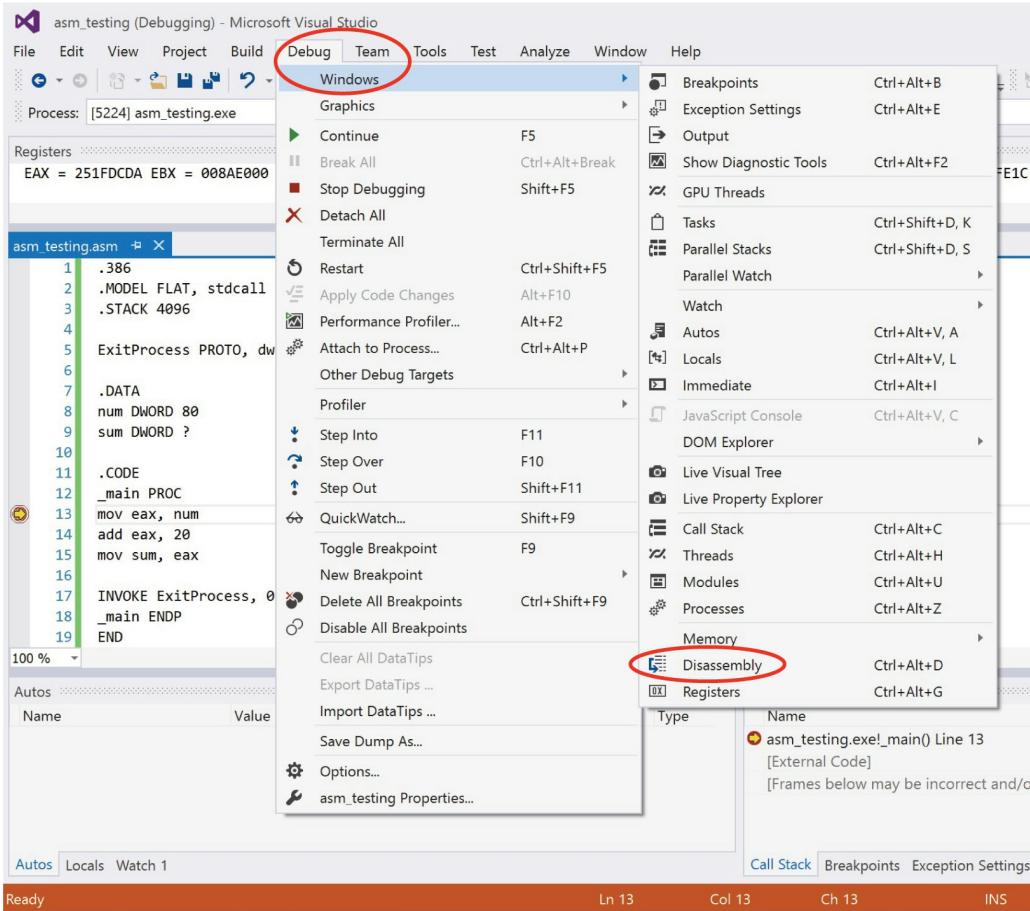 asm_testing (Debugging) - Microsoft Visual Studio
File Edit View Project Build Debug Team Tools Test Analyze Window Help
Process: [5224] asm_testing.exe
Registers
EAX = 251FDCDA EBX = 008AE000
FE1C
asm_testing.asm
1 .386
2 .MODEL FLAT, stdcall
3 .STACK 4096
4
5 ExitProcess PROTO, dw
6
7 .DATA
8 num DWORD 80
9 sum DWORD ?
10
11 .CODE
12 _main PROC
13 mov eax, num
14 add eax, 20
15 mov sum, eax
16
17 INVOKE ExitProcess, 0
18 _main ENDP
19 END
100 %
Windows
Graphics
Continue F5
Break All Ctrl+Alt+Break
Stop Debugging Shift+F5
Detach All
Terminate All
Restart Ctrl+Shift+F5
Apply Code Changes Alt+F10
Performance Profiler... Alt+F2
Attach to Process... Ctrl+Alt+P
Other Debug Targets
Profiler
Step Into F11
Step Over F10
Step Out Shift+F11
QuickWatch... Shift+F9
Toggle Breakpoint F9
New Breakpoint
Delete All Breakpoints Ctrl+Shift+F9
Disable All Breakpoints
Clear All DataTips
Export DataTips ...
Import DataTips ...
Save Dump As...
Options...
asm_testing Properties...
Breakpoints Ctrl+Alt+B
Exception Settings Ctrl+Alt+E
Output
Show Diagnostic Tools Ctrl+Alt+F2
GPU Threads
Tasks Ctrl+Shift+D, K
Parallel Stacks Ctrl+Shift+D, S
Parallel Watch
Watch
Autos Ctrl+Alt+V, A
Locals Ctrl+Alt+V, L
Immediate Ctrl+Alt+I
JavaScript Console Ctrl+Alt+V, C
DOM Explorer
Live Visual Tree
Live Property Explorer
Call Stack Ctrl+Alt+C
Threads Ctrl+Alt+H
Modules Ctrl+Alt+U
Processes Ctrl+Alt+Z
Memory
Disassembly Ctrl+Alt+D
Registers Ctrl+Alt+G
Autos
Name Value Type
Name
asm_testing.exe!_main() Line 13
[External Code]
[Frames below may be incorrect and/o
Autos Locals Watch 1
Call Stack Breakpoints Exception Settings
Ready Ln 13 Col 13 Ch 13 INS